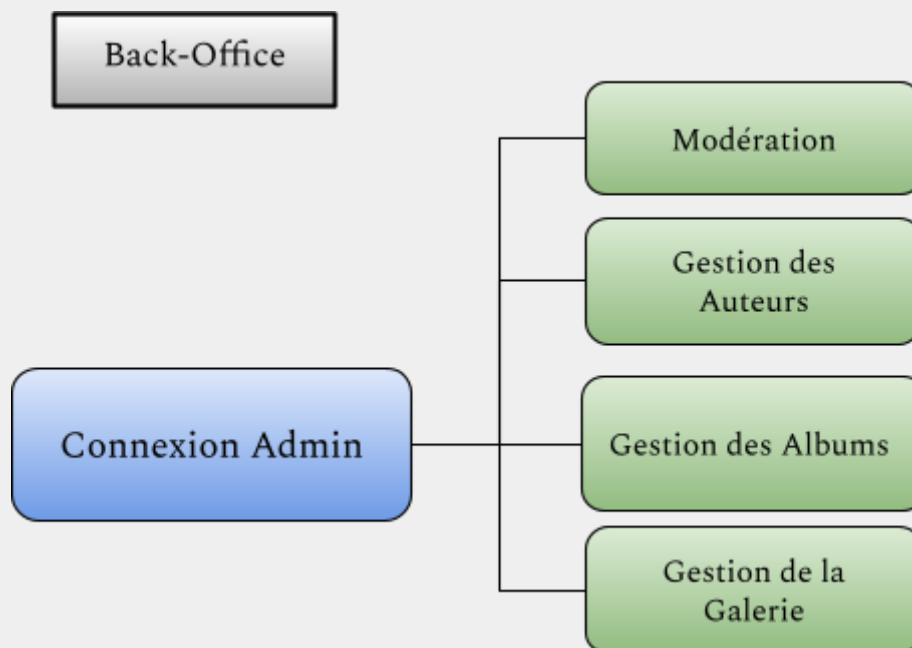 Back-Office
Modération
Gestion des
Auteurs
Connexion Admin
Gestion des Albums
Gestion de la
Galerie